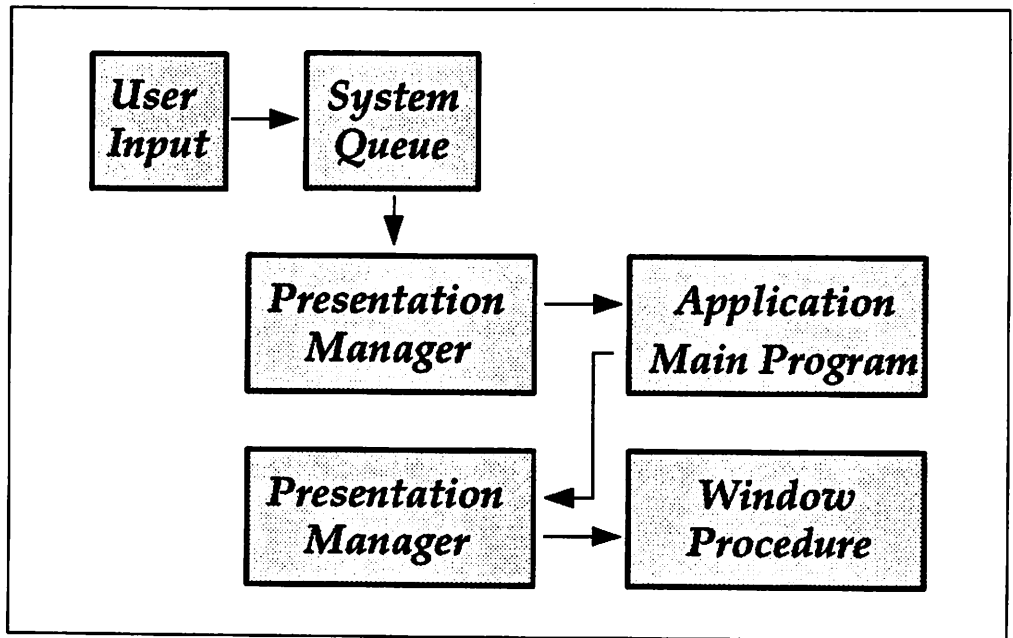 User
Input
System
Queue
Presentation
Manager
Application
Main Program
Presentation
Manager
Window
Procedure